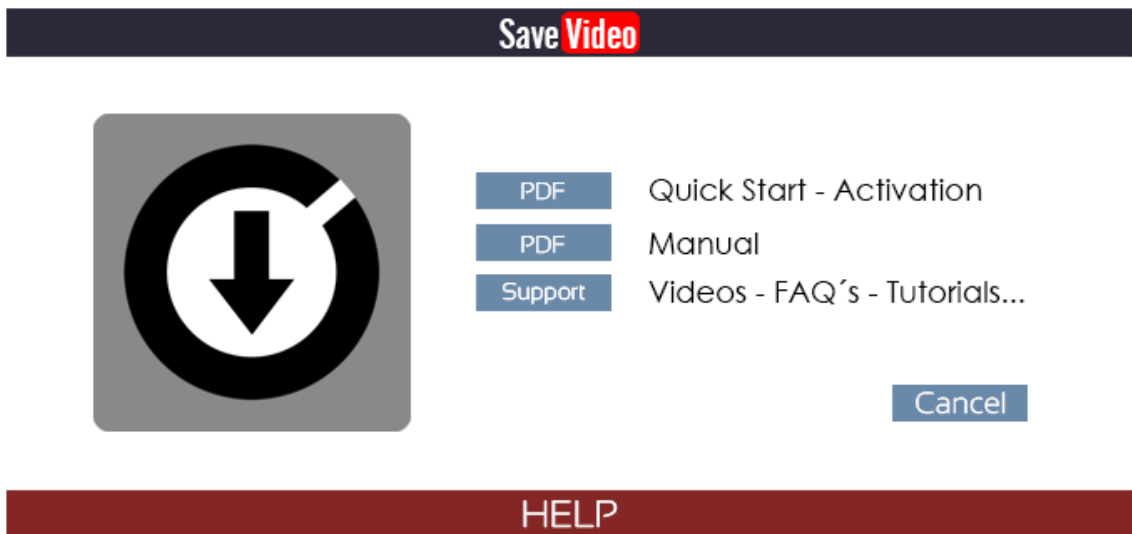 Save Video
PDF Quick Start - Activation
PDF Manual
Support Videos - FAQ´s - Tutorials...
Cancel
HELP